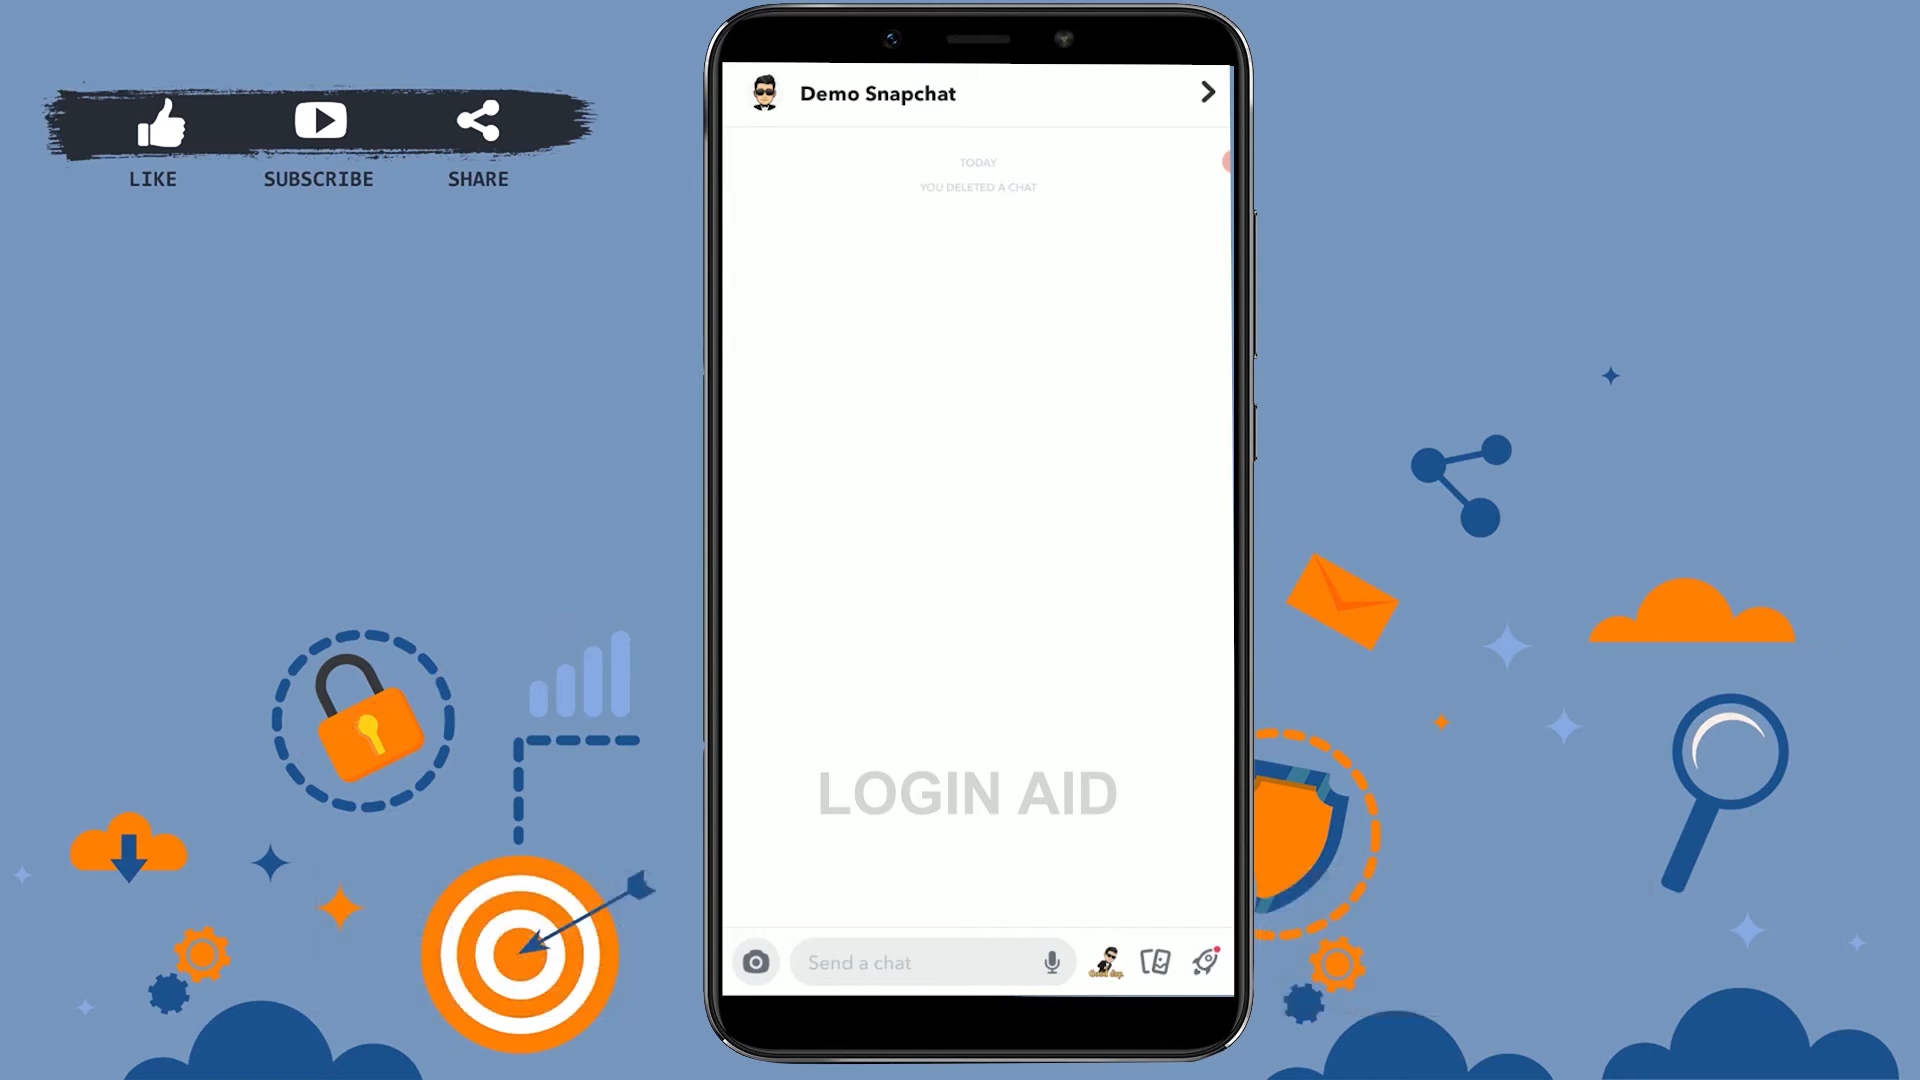 LIKE
SUBSCRIBE
SHARE
Demo Snapchat
TODAY
YOU DELETED A CHAT
LOGIN AID
Send a chat